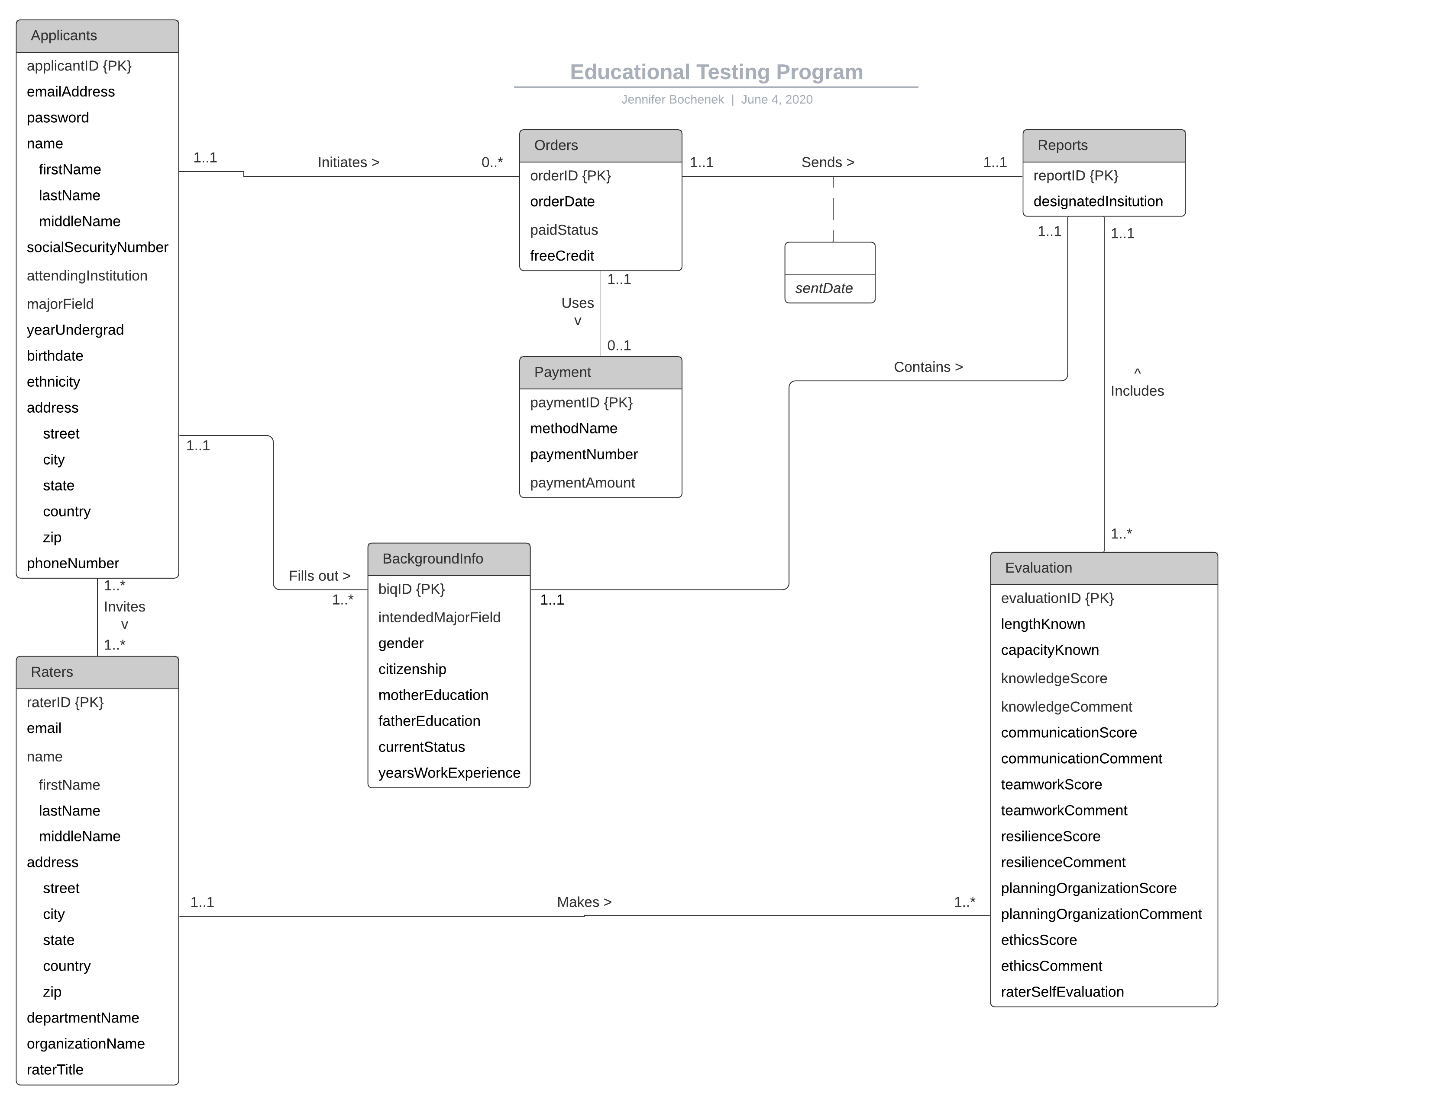 Educational Testing Program
Jennifer Bochenek | June 4, 2020
Applicants
applicantID {PK}
emailAddress
password
name
firstName
lastName
middleName
socialSecurityNumber
attendingInstitution
majorField
yearUndergrad
birthdate
ethnicity
address
street
city
state
country
zip
phoneNumber
1..1
Initiates >
0..*
Orders
orderID {PK}
orderDate
paidStatus
freeCredit
1..1
Sends >
1..1
Reports
reportID {PK}
designatedInsitution
sentDate
1..1
Uses
v
0..1
Payment
paymentID {PK}
methodName
paymentNumber
paymentAmount
1..1
1..1
Contains >
^
Includes
1..*
1..1
Fills out >
1..*
BackgroundInfo
biqID {PK}
intendedMajorField
gender
citizenship
motherEducation
fatherEducation
currentStatus
yearsWorkExperience
1..1
1..*
Invites
v
1..*
Raters
raterID {PK}
email
name
firstName
lastName
middleName
address
street
city
state
country
zip
departmentName
organizationName
raterTitle
1..1
Makes >
1..*
Evaluation
evaluationID {PK}
lengthKnown
capacityKnown
knowledgeScore
knowledgeComment
communicationScore
communicationComment
teamworkScore
teamworkComment
resilienceScore
resilienceComment
planningOrganizationScore
planningOrganizationComment
ethicsScore
ethicsComment
raterSelfEvaluation